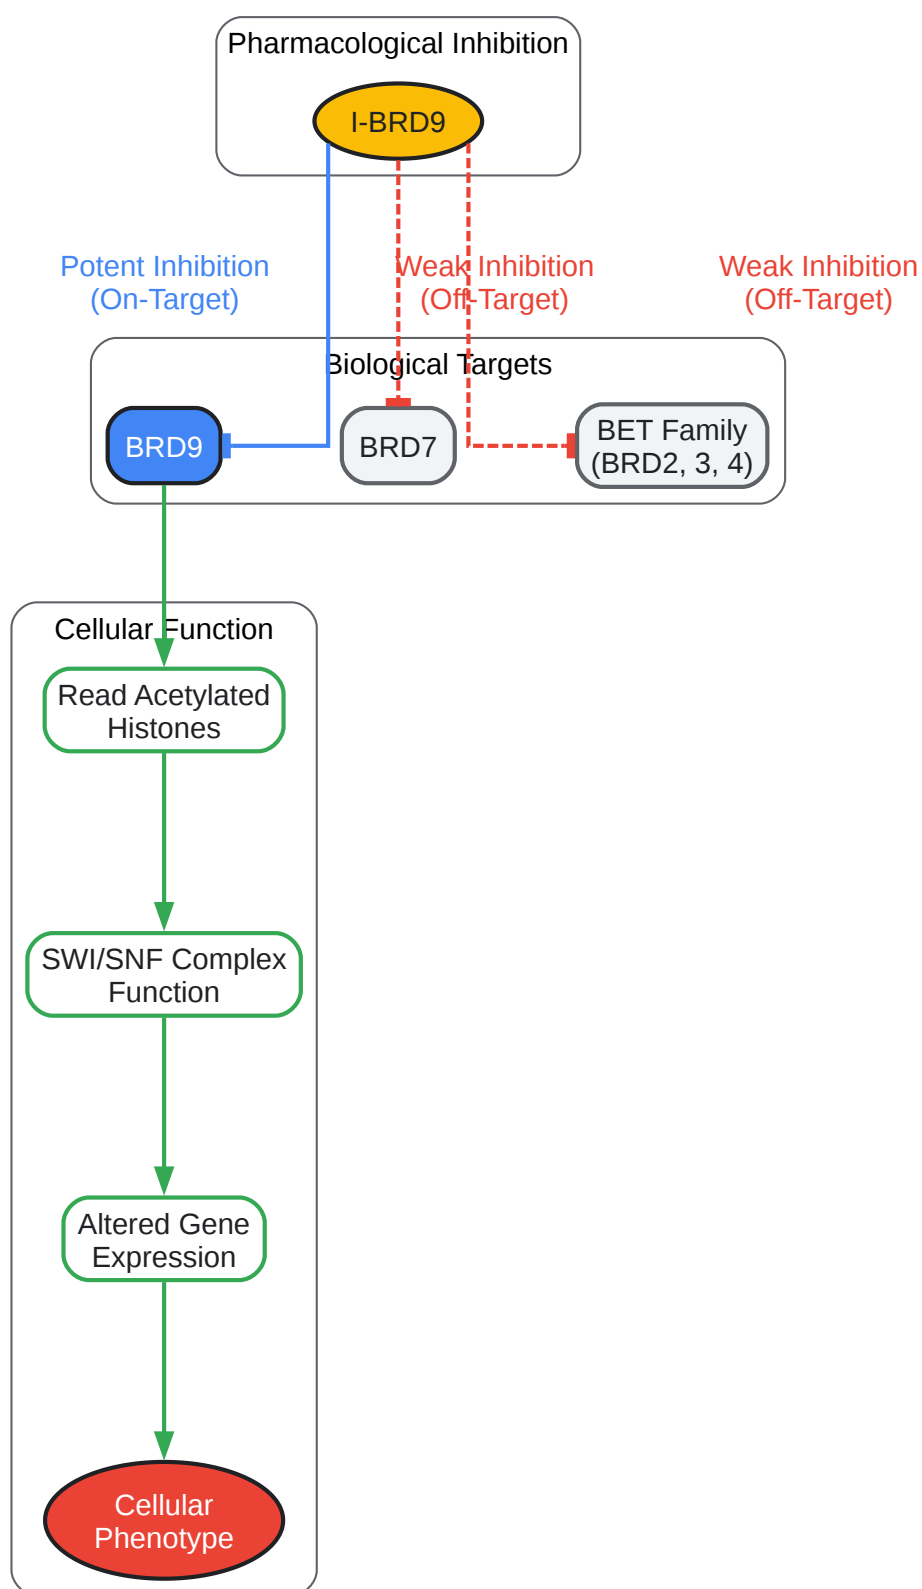 Pharmacological Inhibition
I-BRD9
Potent Inhibition
(On-Target)
Weak Inhibition
(Off-Target)
Weak Inhibition
(Off-Target)
Biological Targets
BRD9
BRD7
BET Family
(BRD2, 3, 4)
Cellular Function
Read Acetylated
Histones
SWI/SNF Complex
Function
Altered Gene
Expression
Cellular
Phenotype